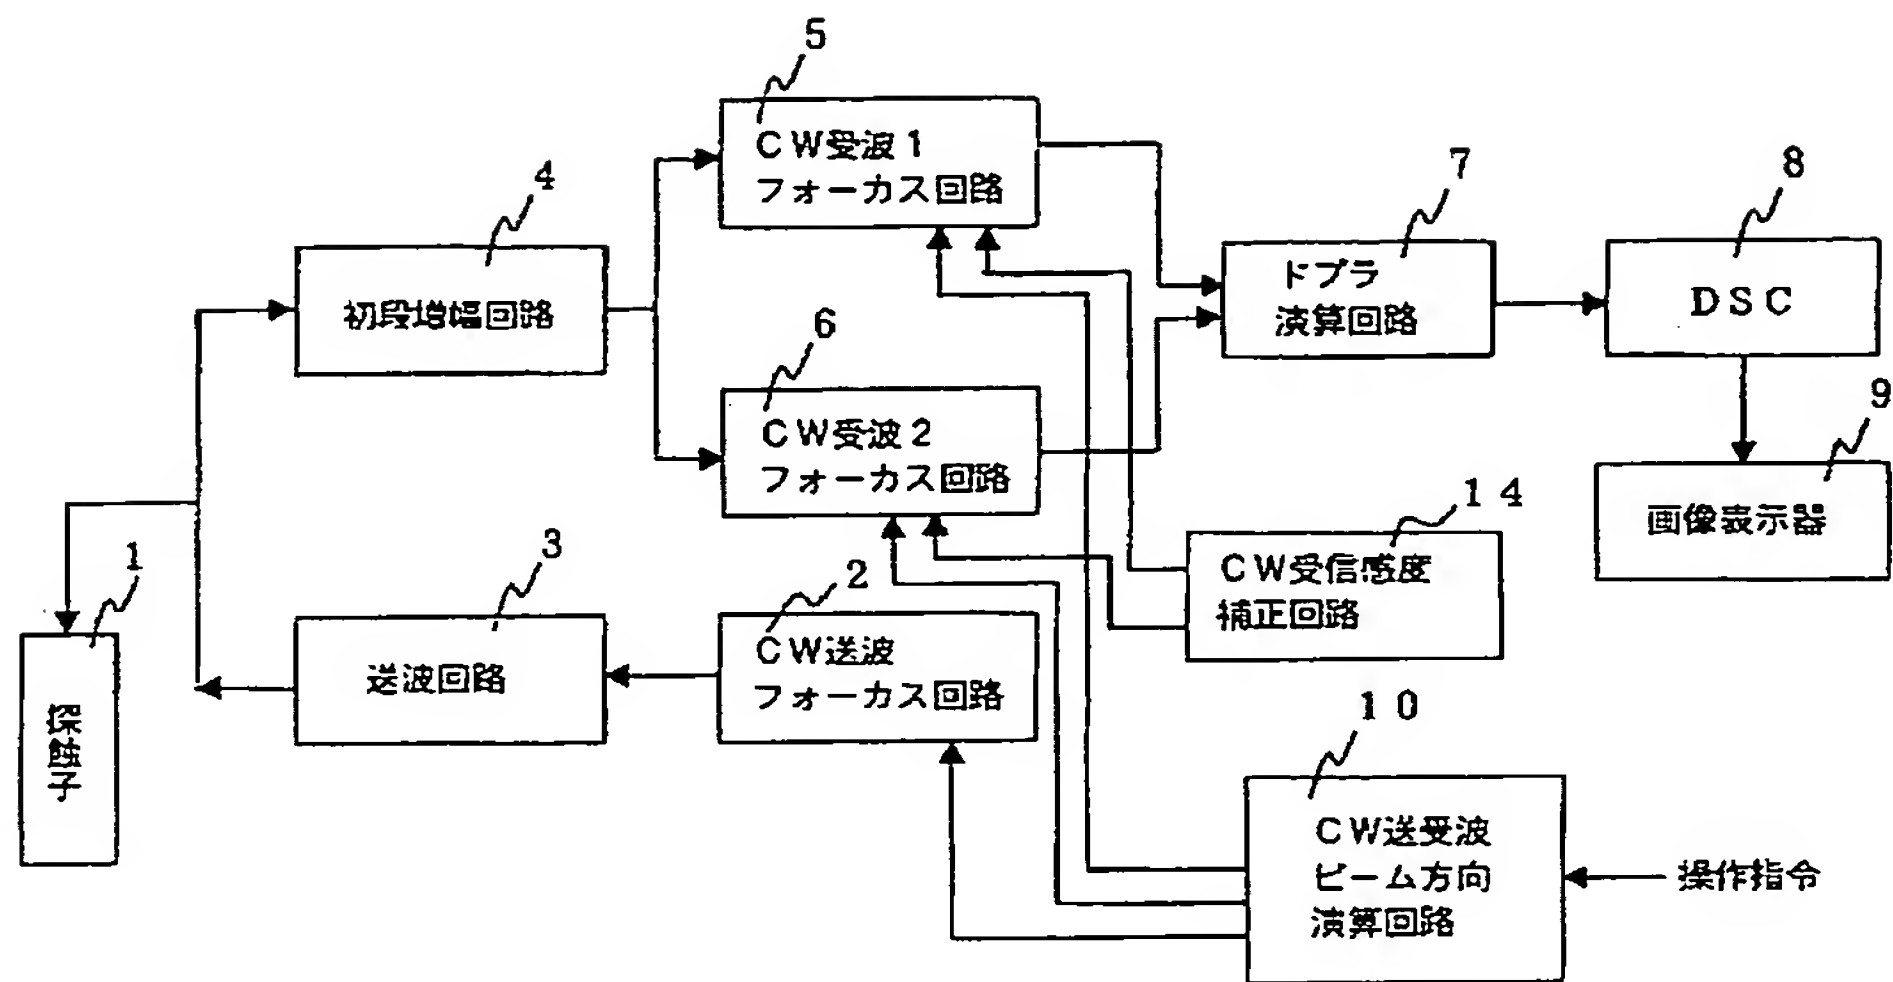 5
CW受波1
フォーカス回路
4
初段増幅回路
7
ドプラ
演算回路
8
DSC
6
CW受波2
フォーカス回路
9
画像表示器
14
CW受信感度
補正回路
1
探蝕子
3
送波回路
2
CW送波
フォーカス回路
10
CW送受波
ビーム方向
演算回路
操作指令